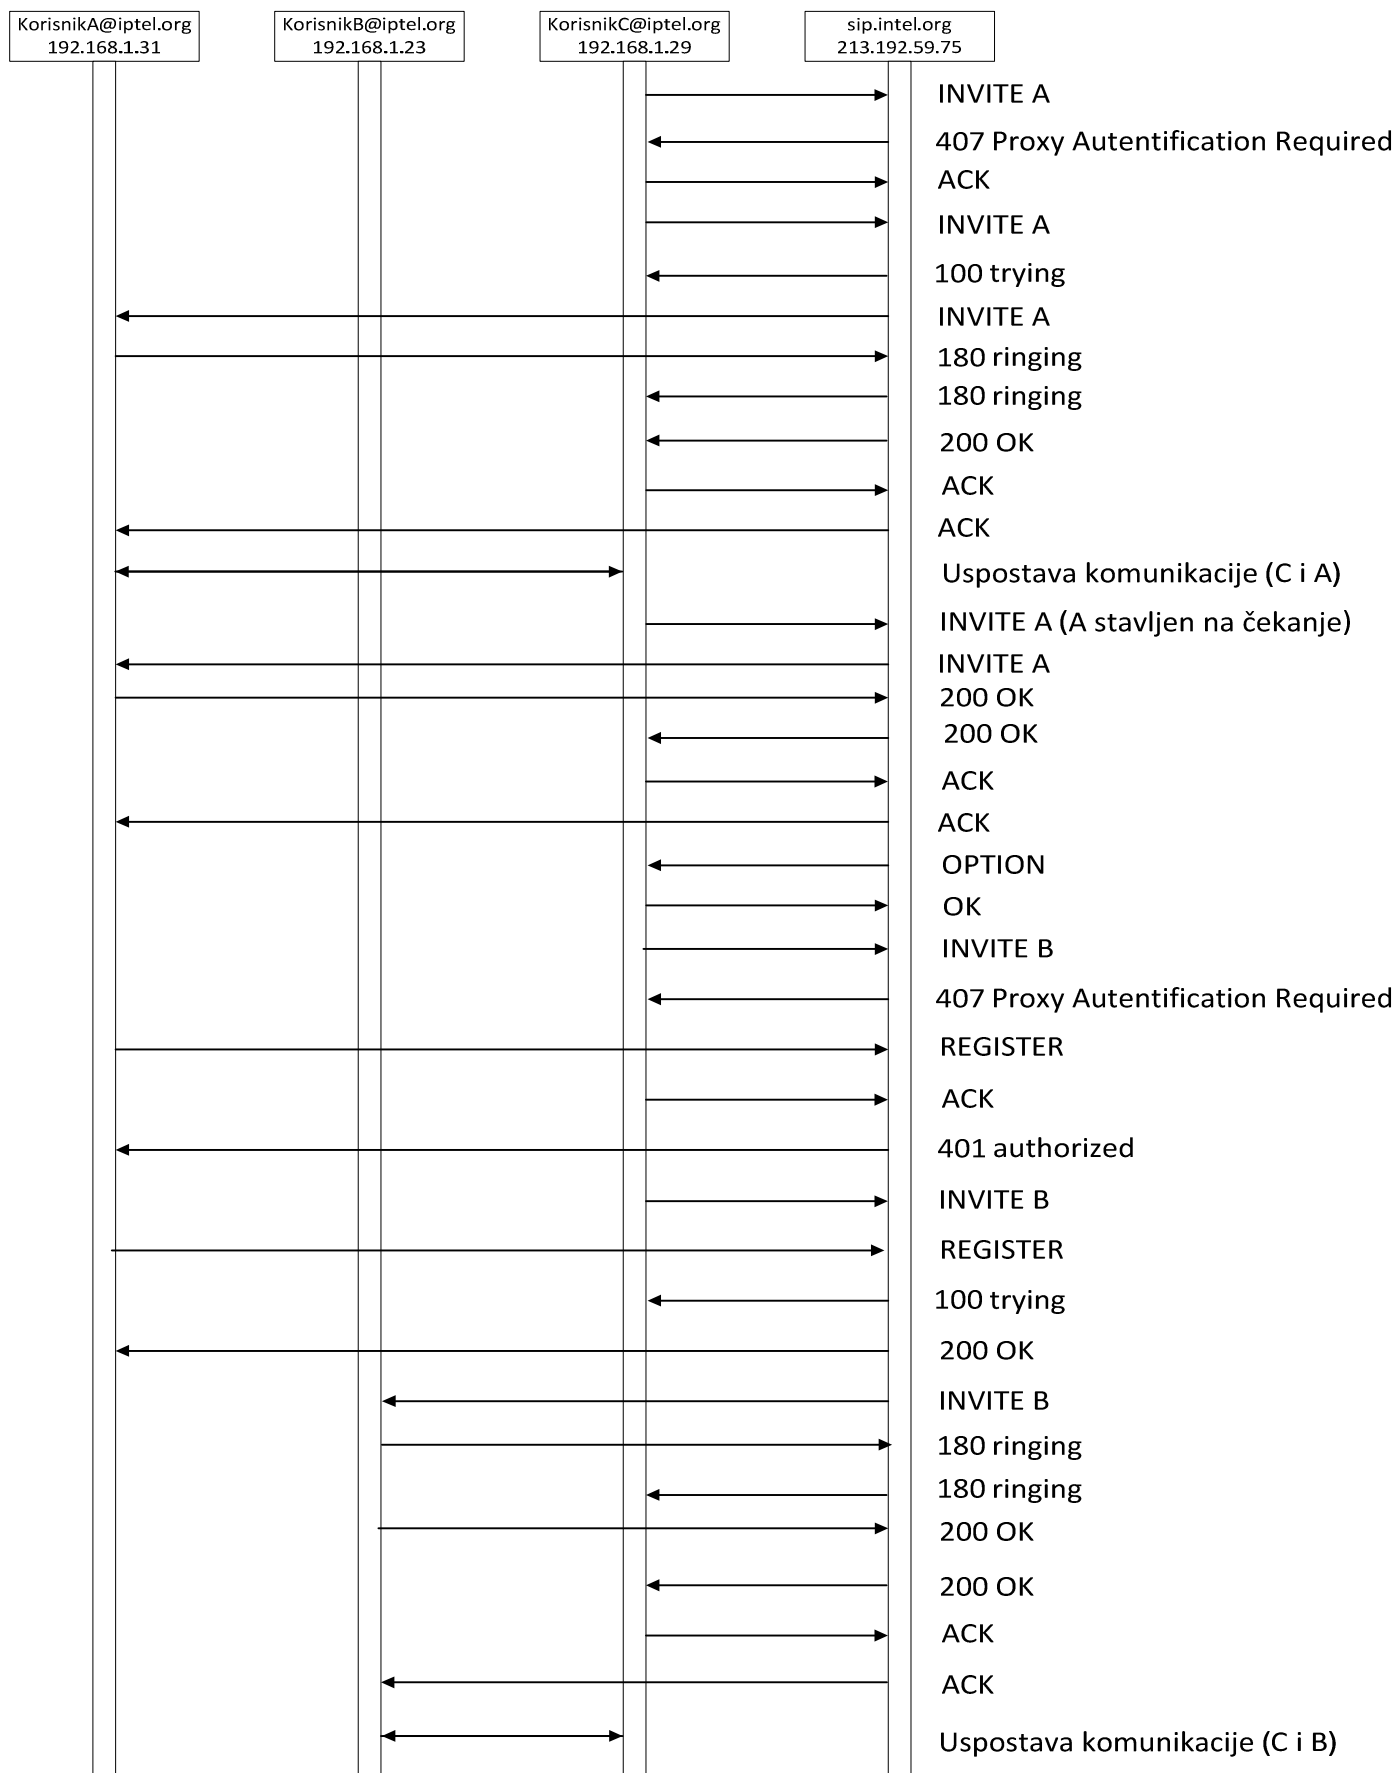 KorisnikA@iptel.org
192.168.1.31
KorisnikB@iptel.org
192.168.1.23
KorisnikC@iptel.org
192.168.1.29
sip.intel.org
213.192.59.75
INVITE A
407 Proxy Autentification Required
ACK
INVITE A
100 trying
INVITE A
180 ringing
180 ringing
200 OK
ACK
ACK
Uspostava komunikacije (C i A)
INVITE A (A stavljen na čekanje)
INVITE A
200 OK
200 OK
ACK
ACK
OPTION
OK
INVITE B
407 Proxy Autentification Required
REGISTER
ACK
401 authorized
INVITE B
REGISTER
100 trying
200 OK
INVITE B
180 ringing
180 ringing
200 OK
200 OK
ACK
ACK
Uspostava komunikacije (C i B)